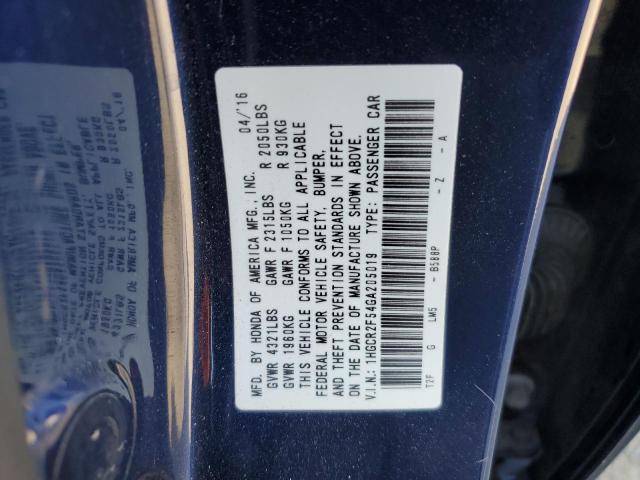 MFD. BY HONDA OF AMERICA MFG., INC. 04/'16
GVWR 4321LBS GAWR F 2315LBS R 2050LBS
GVWR 1960KG GAWR F 1050KG R 930KG
THIS VEHICLE CONFORMS TO ALL APPLICABLE
FEDERAL MOTOR VEHICLE SAFETY, BUMPER,
AND THEFT PREVENTION STANDARDS IN EFFECT
ON THE DATE OF MANUFACTURE SHOWN ABOVE.
V.I.N.: 1HGCR2F54GA205019 TYPE: PASSENGER CAR
T2F G LW5 - B588P - Z - A